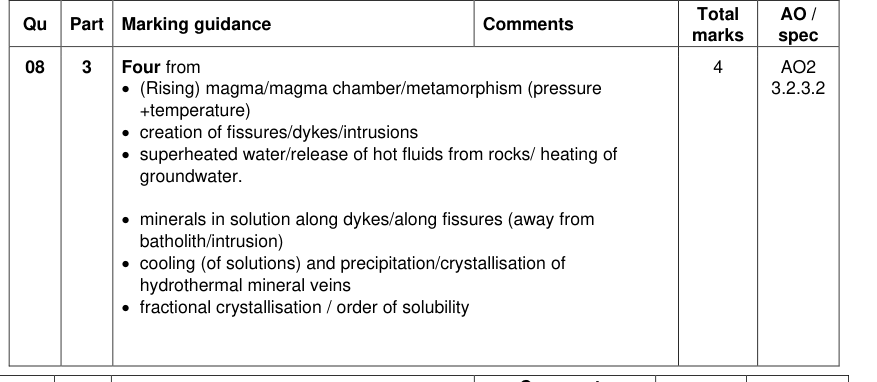 Qu Part Marking guidance Comments Total marks AO / spec
08 3 Four from 4 AO2
• (Rising) magma/magma chamber/metamorphism (pressure 3.2.3.2
+temperature)
• creation of fissures/dykes/intrusions
• superheated water/release of hot fluids from rocks/ heating of
groundwater.
• minerals in solution along dykes/along fissures (away from
batholith/intrusion)
• cooling (of solutions) and precipitation/crystallisation of
hydrothermal mineral veins
• fractional crystallisation / order of solubility